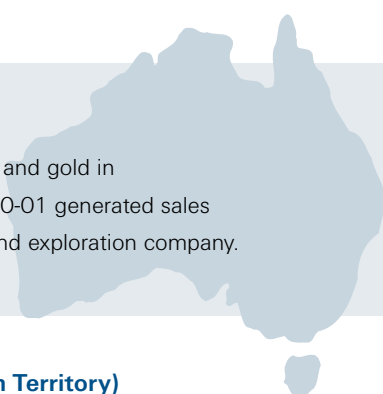 and gold in
0-01 generated sales
nd exploration company.
n Territory)